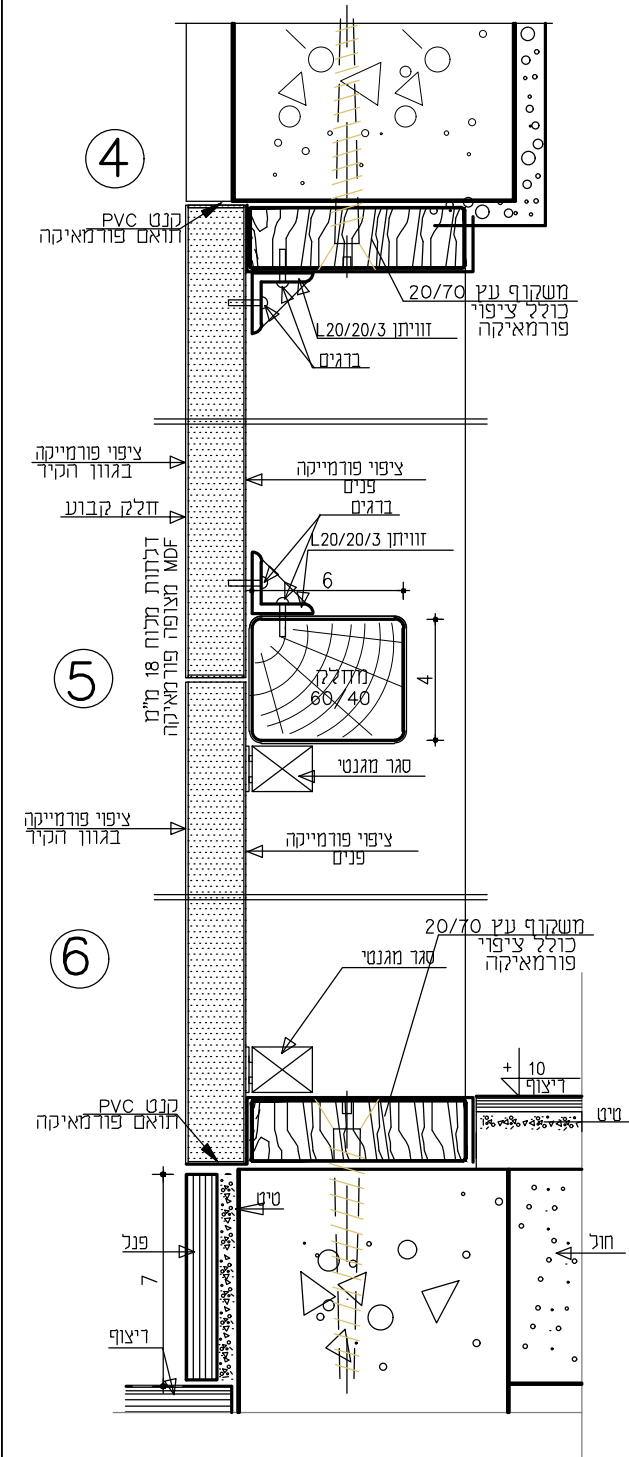 4
קנט PVC
תואם פורמאיקה
משקוף עץ 20/70
כולל ציפוי
פורמאיקה
זוויתן L20/20/3
ברגים
ציפוי פורמייקה
בגוון הקיר
ציפוי פורמייקה
פנים
חלק קבוע
ברגים
זוויתן L20/20/3
דלתות מלוח 18 מ"מ
MDF מצופה פורמאיקה
6
5
מחלק
60/40
4
סגר מגנטי
ציפוי פורמייקה
בגוון הקיר
ציפוי פורמייקה
פנים
משקוף עץ 20/70
כולל ציפוי
פורמאיקה
6
סגר מגנטי
+ 10
ריצוף
קנט PVC
תואם פורמאיקה
טיט
טיט
פנל
חול
7
ריצוף